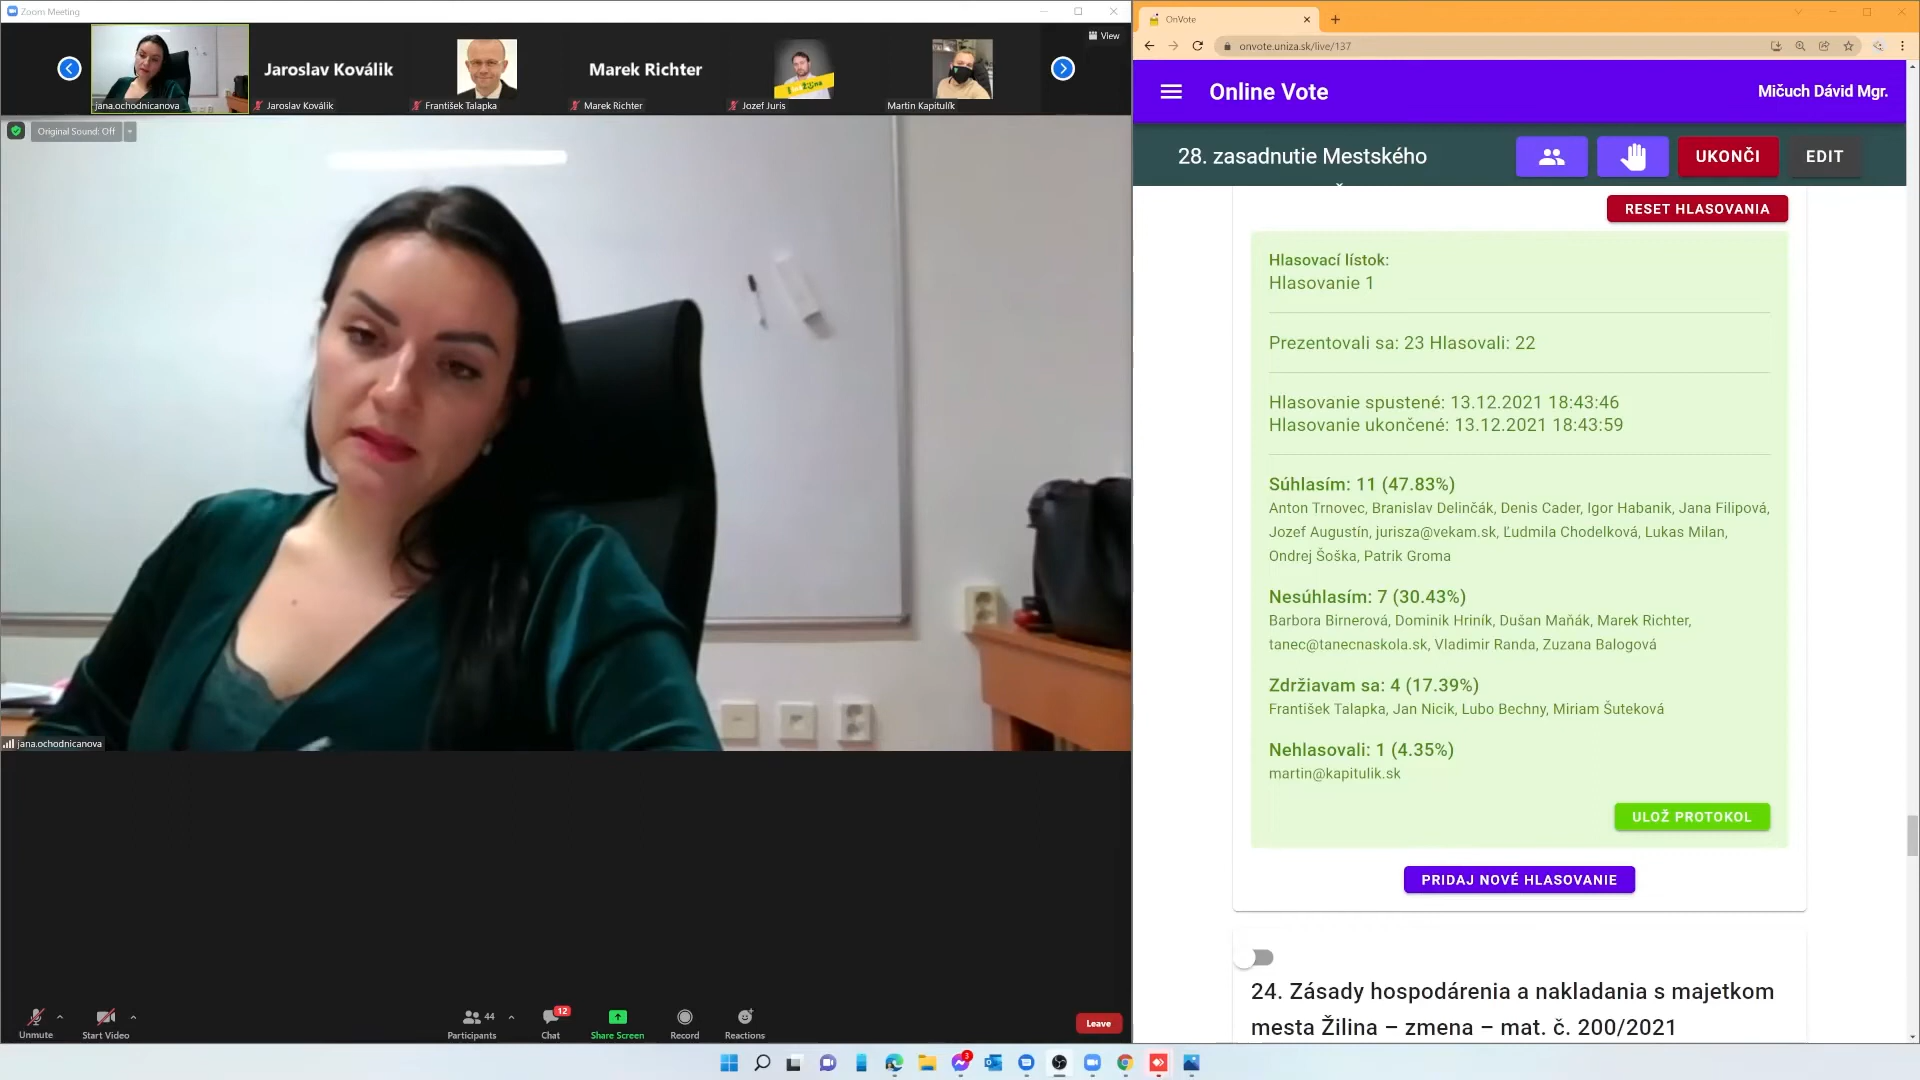 Zoom Meeting
View
jana.ochodnicanova
Jaroslav Koválik
Jaroslav Koválik
František Talapka
Marek Richter
Marek Richter
Jozef Juris
Martin Kapitulík
Original Sound: Off
jana.ochodnicanova
Unmute
Start Video
44
Participants
12
Chat
Share Screen
Record
Reactions
Leave
OnVote
onvote.uniza.sk/live/137
Online Vote
Mičuch Dávid Mgr.
28. zasadnutie Mestského
UKONČI
EDIT
RESET HLASOVANIA
Hlasovací lístok:
Hlasovanie 1
Prezentovali sa: 23 Hlasovali: 22
Hlasovanie spustené: 13.12.2021 18:43:46
Hlasovanie ukončené: 13.12.2021 18:43:59
Súhlasím: 11 (47.83%)
Anton Trnovec, Branislav Delinčák, Denis Cader, Igor Habanik, Jana Filipová,
Jozef Augustín, jurisza@vekam.sk, Ľudmila Chodelková, Lukas Milan,
Ondrej Šoška, Patrik Groma
Nesúhlasím: 7 (30.43%)
Barbora Birnerová, Dominik Hriník, Dušan Maňák, Marek Richter,
tanec@tanecnaskola.sk, Vladimir Randa, Zuzana Balogová
Zdržiavam sa: 4 (17.39%)
František Talapka, Jan Nicik, Lubo Bechny, Miriam Šuteková
Nehlasovali: 1 (4.35%)
martin@kapitulik.sk
ULOŽ PROTOKOL
PRIDAJ NOVÉ HLASOVANIE
24. Zásady hospodárenia a nakladania s majetkom
mesta Žilina – zmena – mat. č. 200/2021
3